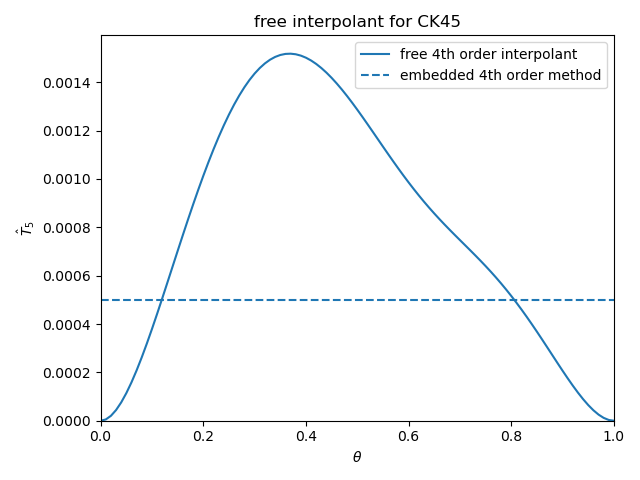 free interpolant for CK45
free 4th order interpolant
embedded 4th order method
0.0014
0.0012
0.0010
0.0008
0.0006
0.0004
0.0002
0.0000
T̂₅
0.0 0.2 0.4 0.6 0.8 1.0
θ